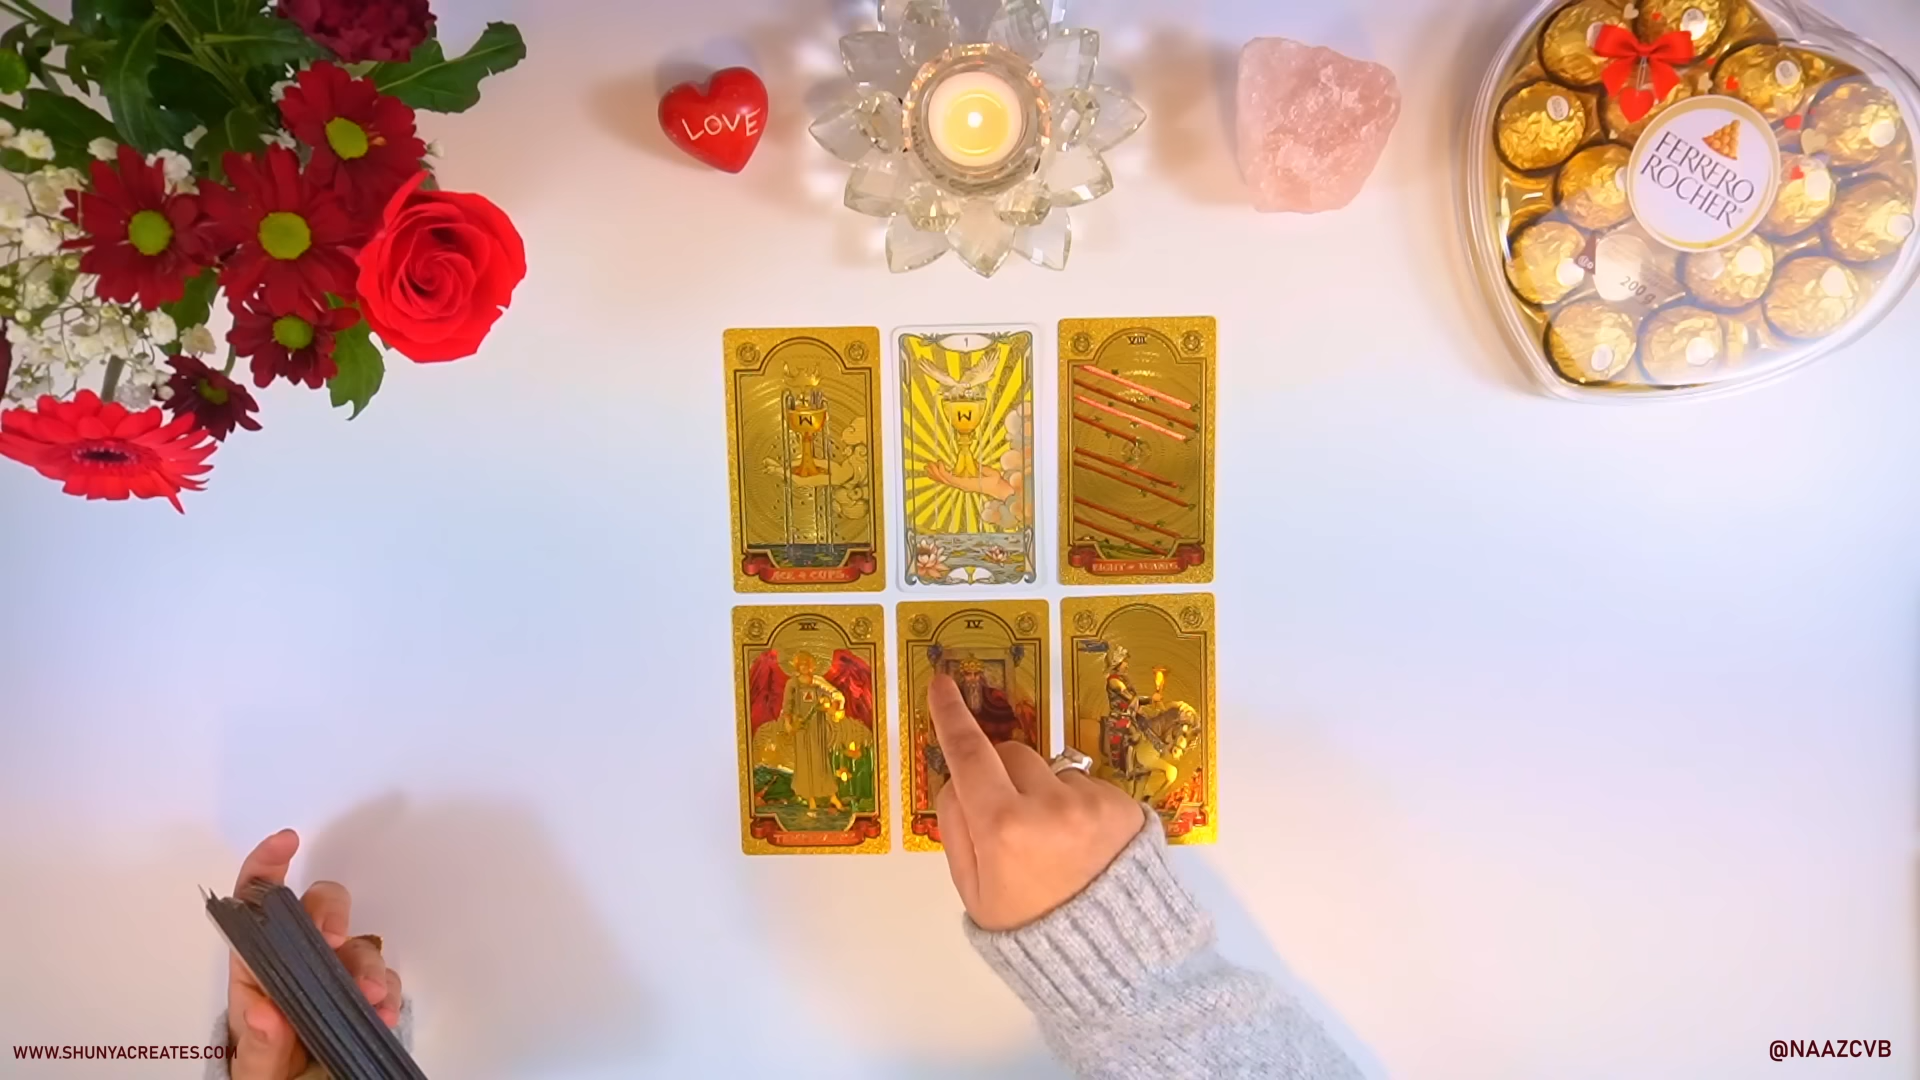 LOVE
FERRERO
ROCHER
200 g
I
VIII
ACE of CUPS.
EIGHT of WANDS.
XIV
IV
WWW.SHUNYACREATES.COM
@NAAZCVB